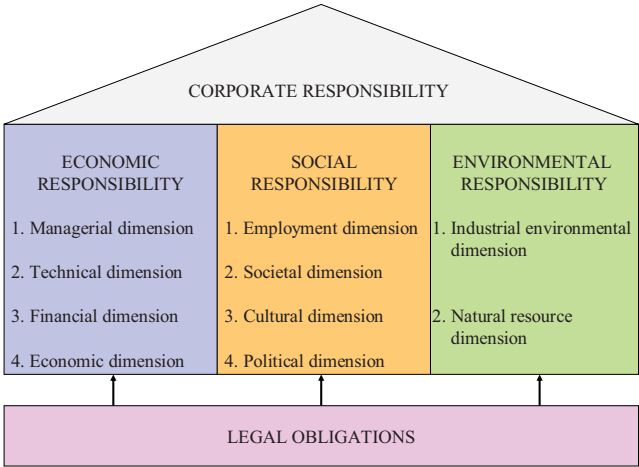 CORPORATE RESPONSIBILITY
ECONOMIC
RESPONSIBILITY
1. Managerial dimension
2. Technical dimension
3. Financial dimension
4. Economic dimension
SOCIAL
RESPONSIBILITY
1. Employment dimension
2. Societal dimension
3. Cultural dimension
4. Political dimension
ENVIRONMENTAL
RESPONSIBILITY
1. Industrial environmental
dimension
2. Natural resource
dimension
LEGAL OBLIGATIONS